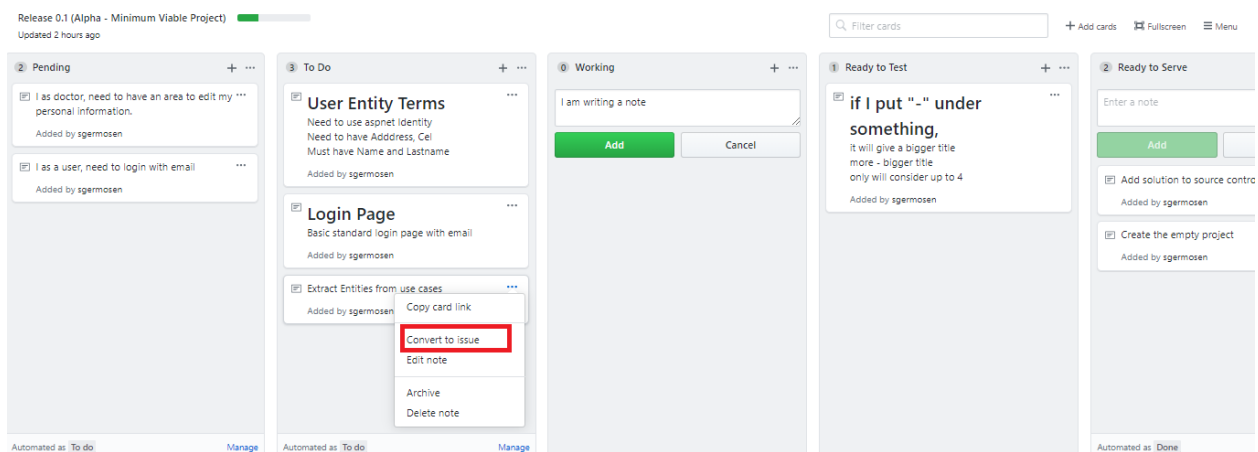 Release 0.1 (Alpha - Minimum Viable Project)
Updated 2 hours ago
Filter cards
Add cards
Fullscreen
Menu
2 Pending
I as doctor, need to have an area to edit my
personal information.
Added by sgermosen
I as a user, need to login with email
Added by sgermosen
Automated as To do
Manage
3 To Do
User Entity Terms
Need to use aspnet Identity
Need to have Adddress, Cel
Must have Name and Lastname
Added by sgermosen
Login Page
Basic standard login page with email
Added by sgermosen
Extract Entities from use cases
Added by sgermosen
Copy card link
Convert to issue
Edit note
Archive
Delete note
Automated as To do
Manage
0 Working
I am writing a note
Add
Cancel
1 Ready to Test
if I put "-" under
something,
it will give a bigger title
more - bigger title
only will consider up to 4
Added by sgermosen
2 Ready to Serve
Enter a note
Add
Add solution to source contro
Added by sgermosen
Create the empty project
Added by sgermosen
Automated as Done